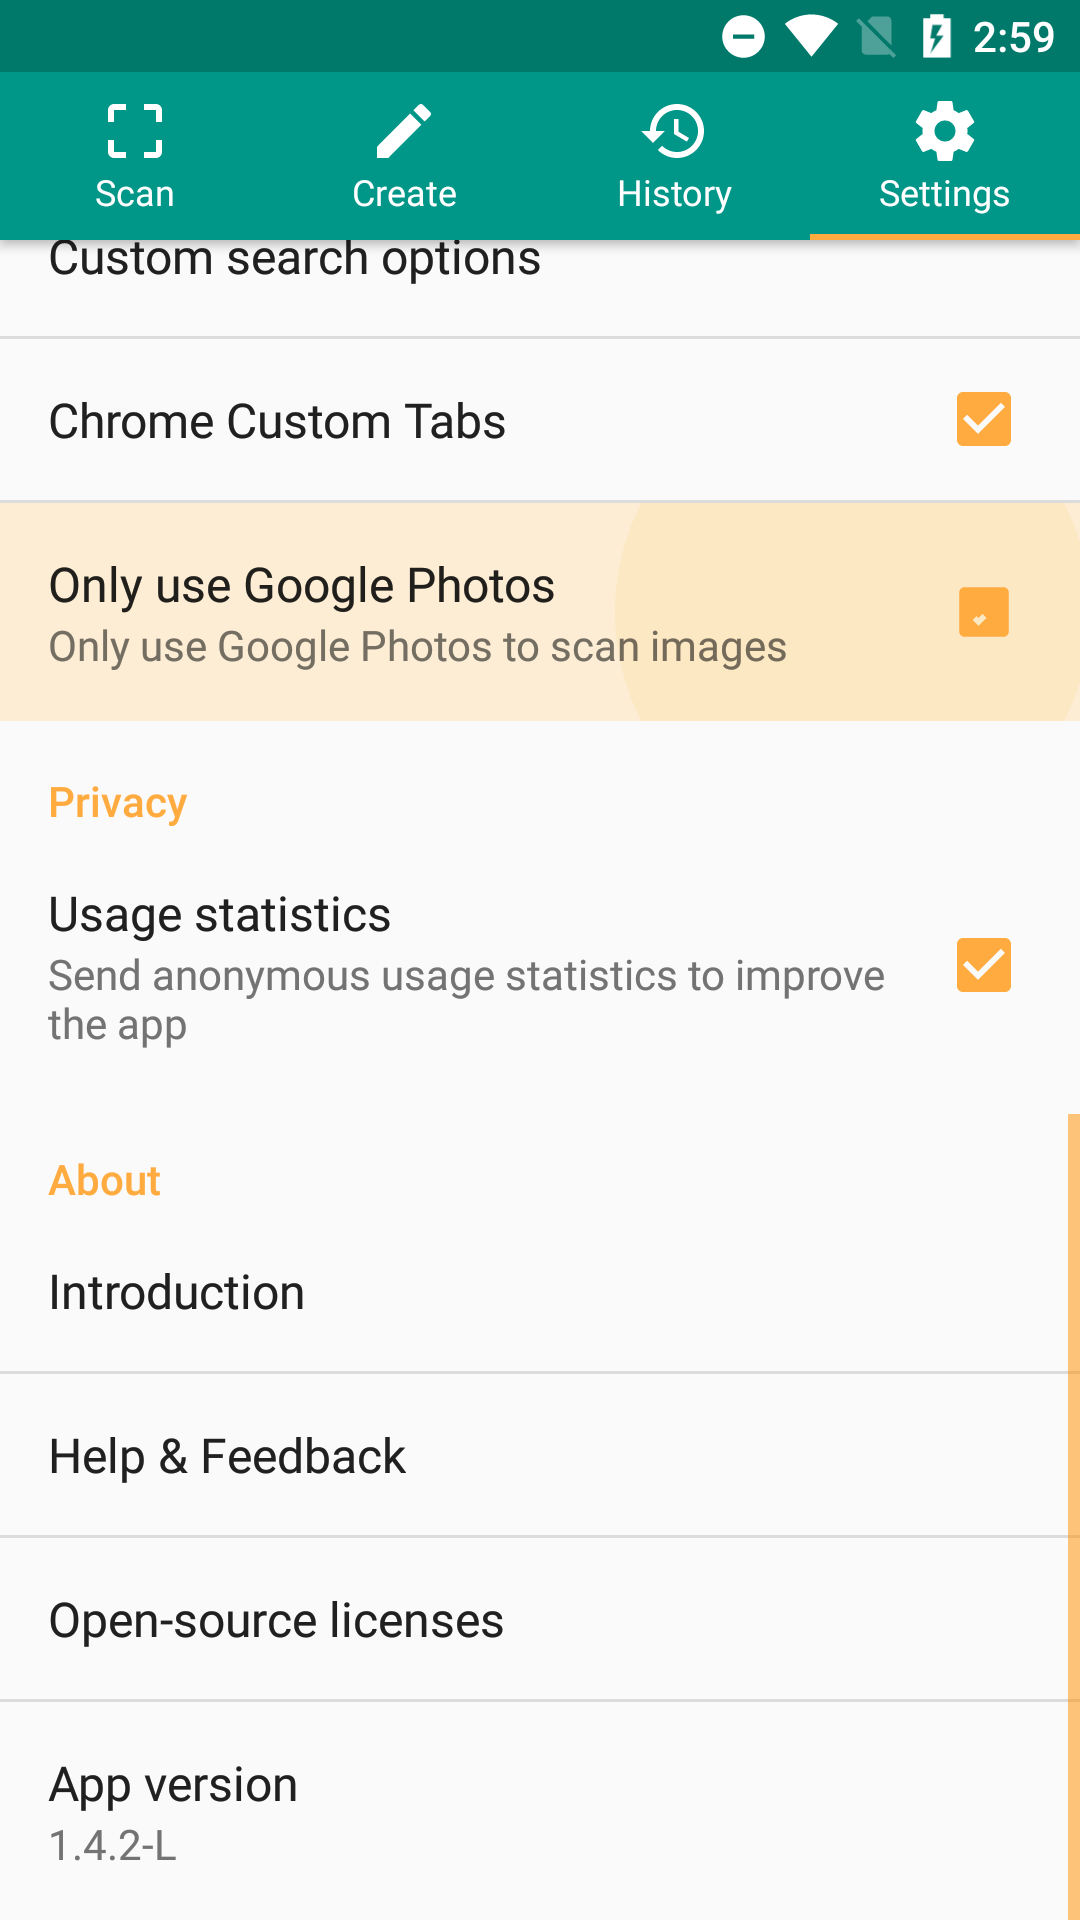 2:59
Scan
Create
History
Settings
Custom search options
Chrome Custom Tabs
Only use Google Photos
Only use Google Photos to scan images
Privacy
Usage statistics
Send anonymous usage statistics to improve
the app
About
Introduction
Help & Feedback
Open-source licenses
App version
1.4.2-L